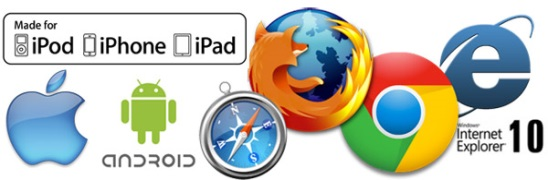 Made for
iPod iPhone iPad
ANDROID
Windows
Internet
Explorer 10